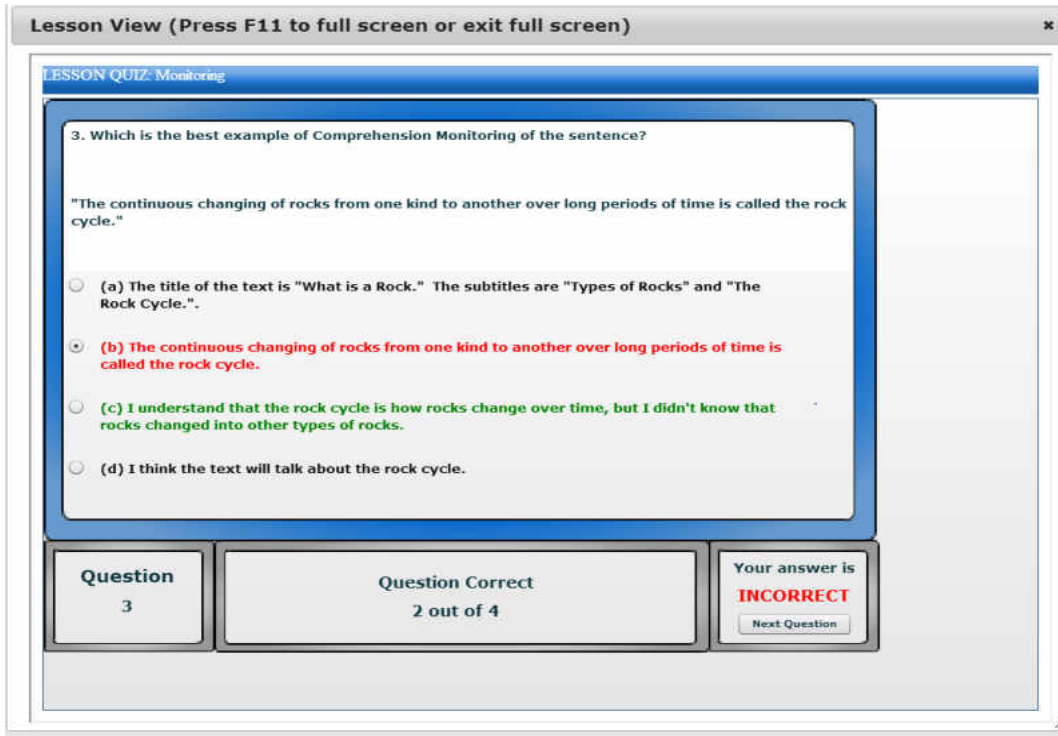 Lesson View (Press F11 to full screen or exit full screen)
LESSON QUIZ: Monitoring
3. Which is the best example of Comprehension Monitoring of the sentence?
"The continuous changing of rocks from one kind to another over long periods of time is called the rock
cycle."
(a) The title of the text is "What is a Rock." The subtitles are "Types of Rocks" and "The
Rock Cycle.".
(b) The continuous changing of rocks from one kind to another over long periods of time is
called the rock cycle.
(c) I understand that the rock cycle is how rocks change over time, but I didn't know that
rocks changed into other types of rocks.
(d) I think the text will talk about the rock cycle.
Question
3
Question Correct
2 out of 4
Your answer is
INCORRECT
Next Question